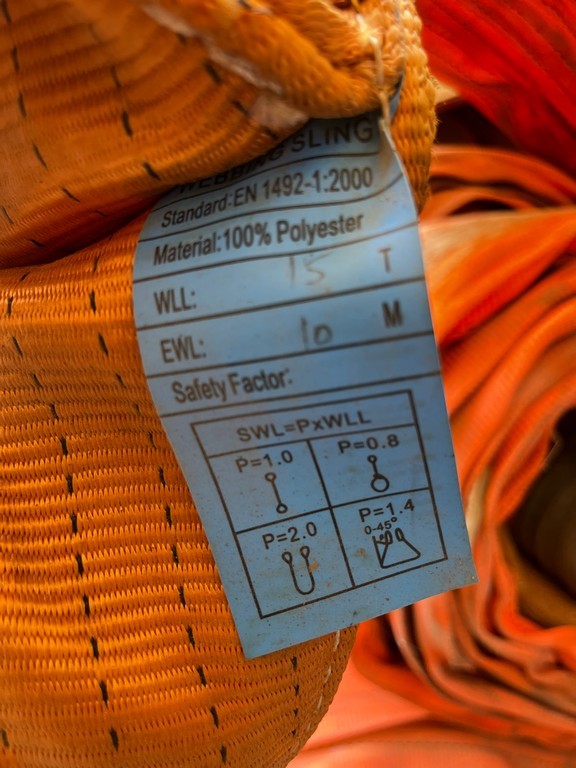 WEBBING SLING
Standard:EN 1492-1:2000
Material:100% Polyester
WLL: 15 T
EWL: 10 M
Safety Factor:
SWL=PxWLL
P=1.0 P=0.8
P=2.0 P=1.4
0-45°